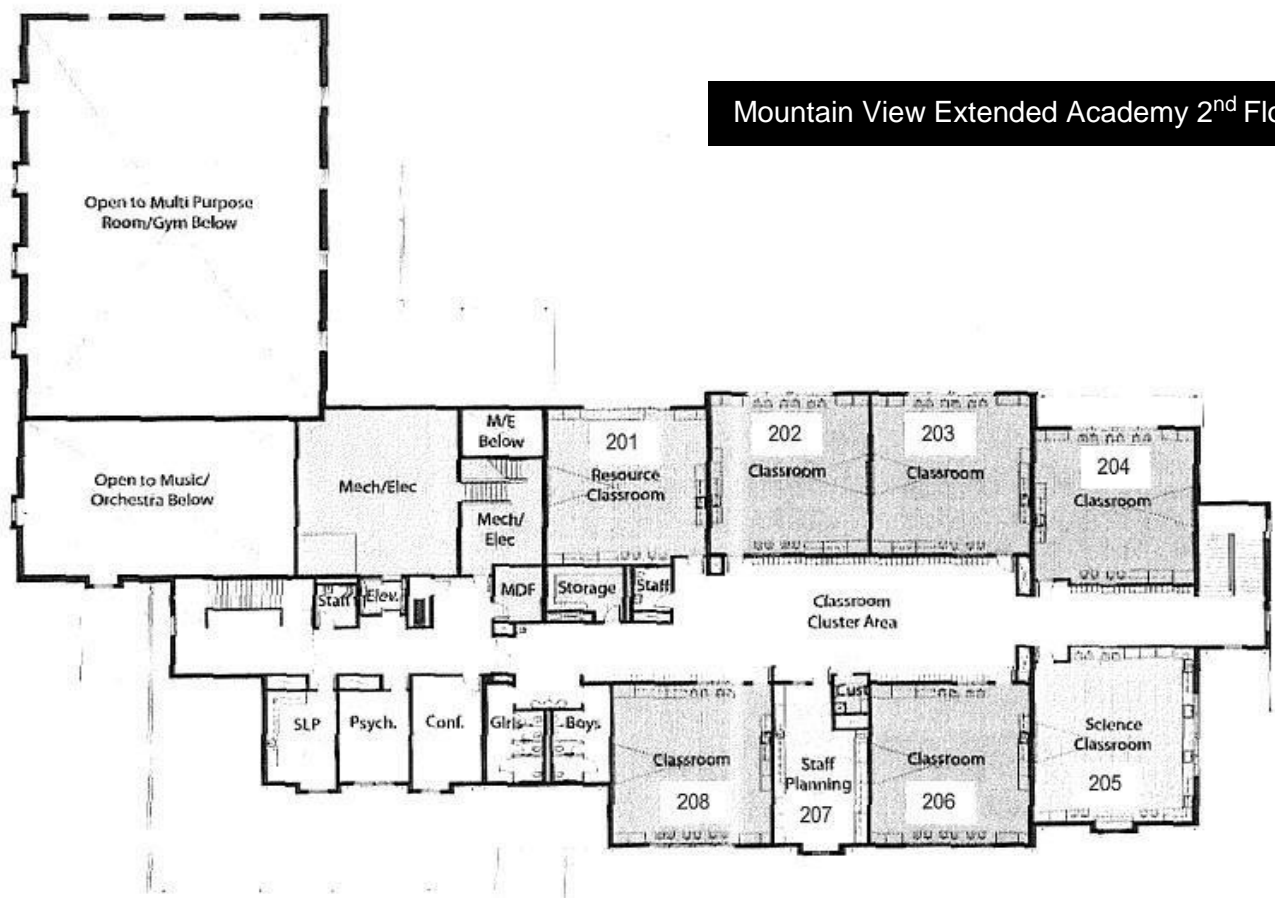 Mountain View Extended Academy 2nd Flo
Open to Multi Purpose
Room/Gym Below
Open to Music/
Orchestra Below
Mech/Elec
M/E
Below
Mech/
Elec
MDF
201
Resource
Classroom
202
Classroom
203
Classroom
204
Classroom
Staff
Elev.
Storage
Staff
Classroom
Cluster Area
SLP
Psych.
Conf.
Girls
Boys
Classroom
208
Staff
Planning
207
Cust
Classroom
206
Science
Classroom
205